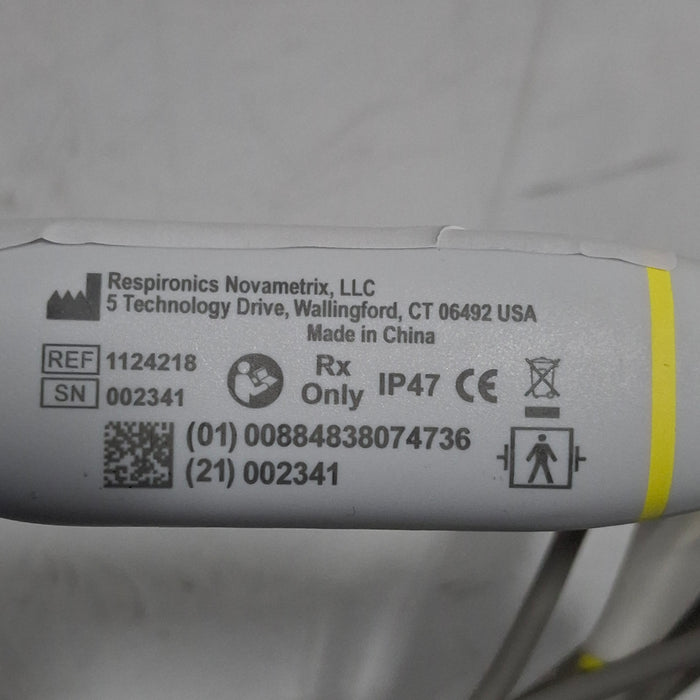 Respironics Novametrix, LLC
5 Technology Drive, Wallingford, CT 06492 USA
Made in China
REF 1124218
SN 002341
Rx Only
IP47 CE
(01) 00884838074736
(21) 002341